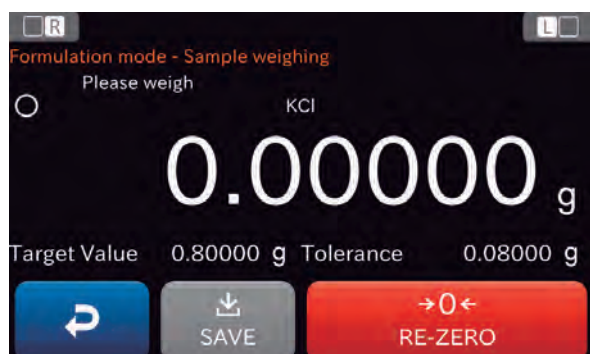 R L
Formulation mode - Sample weighing
Please weigh
KCl
0.00000 g
Target Value 0.80000 g Tolerance 0.08000 g
→0←
SAVE RE-ZERO